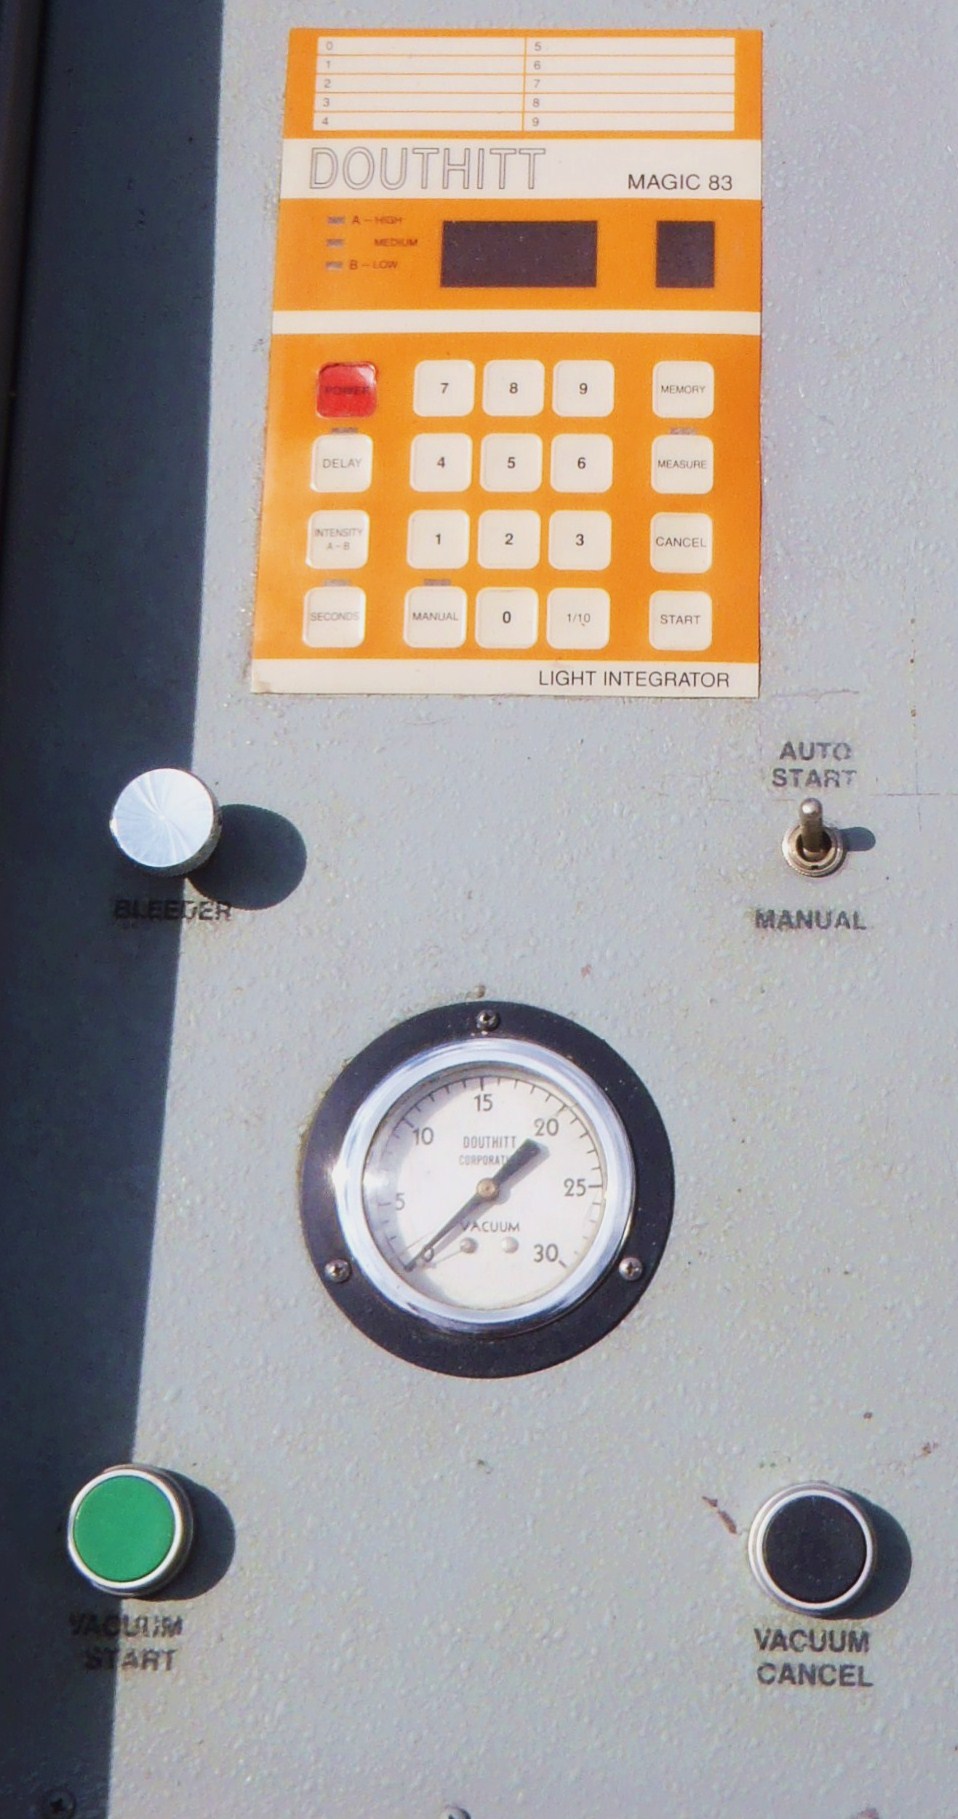 0 5
1 6
2 7
3 8
4 9
DOUTHITT
MAGIC 83
A - HIGH
MEDIUM
B - LOW
POWER 7 8 9 MEMORY
DELAY 4 5 6 MEASURE
INTENSITY
A-B
1 2 3 CANCEL
SECONDS MANUAL 0 1/10 START
LIGHT INTEGRATOR
AUTO
START
BLEEDER
MANUAL
15
10 20
DOUTHITT
5 25
VACUUM
0 30
VACUUM
START
VACUUM
CANCEL